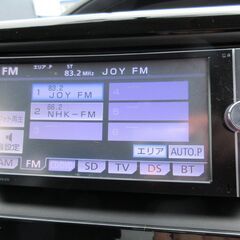 FM エリア.P ST 83.2 MHz JOY FM
83.2
1 JOY FM
4
88.2
2 NHK-FM
5
3
6
エリア AUTO.P
AM FM SD TV DS BT